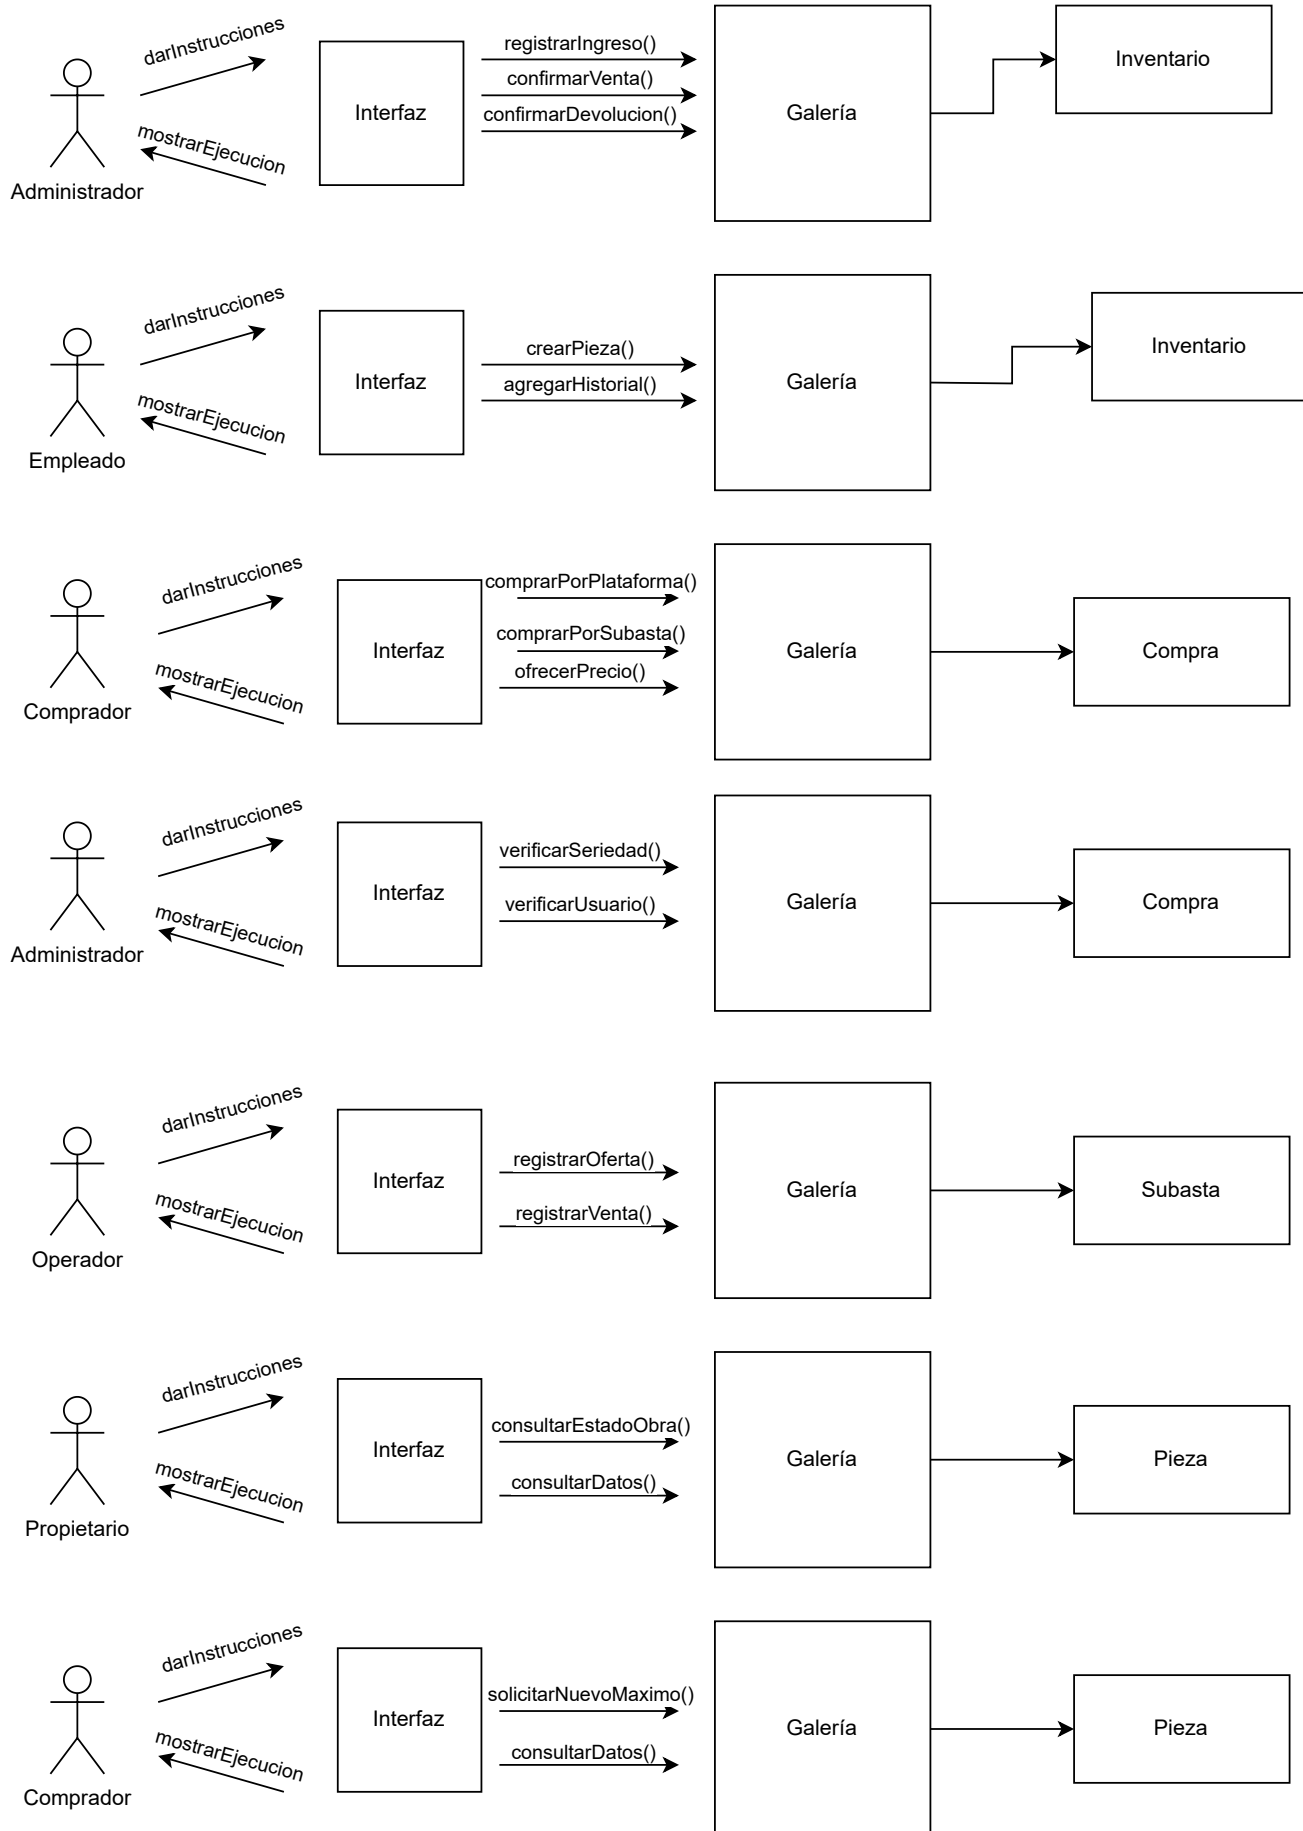 darInstrucciones
registrarIngreso()
Inventario
confirmarVenta()
Interfaz
Galería
confirmarDevolucion()
mostrarEjecucion
Administrador
darInstrucciones
crearPieza()
Inventario
Interfaz
Galería
agregarHistorial()
mostrarEjecucion
Empleado
darInstrucciones
comprarPorPlataforma()
comprarPorSubasta()
Interfaz
Galería
Compra
ofrecerPrecio()
mostrarEjecucion
Comprador
darInstrucciones
verificarSeriedad()
Interfaz
Galería
Compra
verificarUsuario()
mostrarEjecucion
Administrador
darInstrucciones
registrarOferta()
Interfaz
Galería
Subasta
registrarVenta()
mostrarEjecucion
Operador
darInstrucciones
consultarEstadoObra()
Interfaz
Galería
Pieza
consultarDatos()
mostrarEjecucion
Propietario
darInstrucciones
solicitarNuevoMaximo()
Interfaz
Galería
Pieza
consultarDatos()
mostrarEjecucion
Comprador